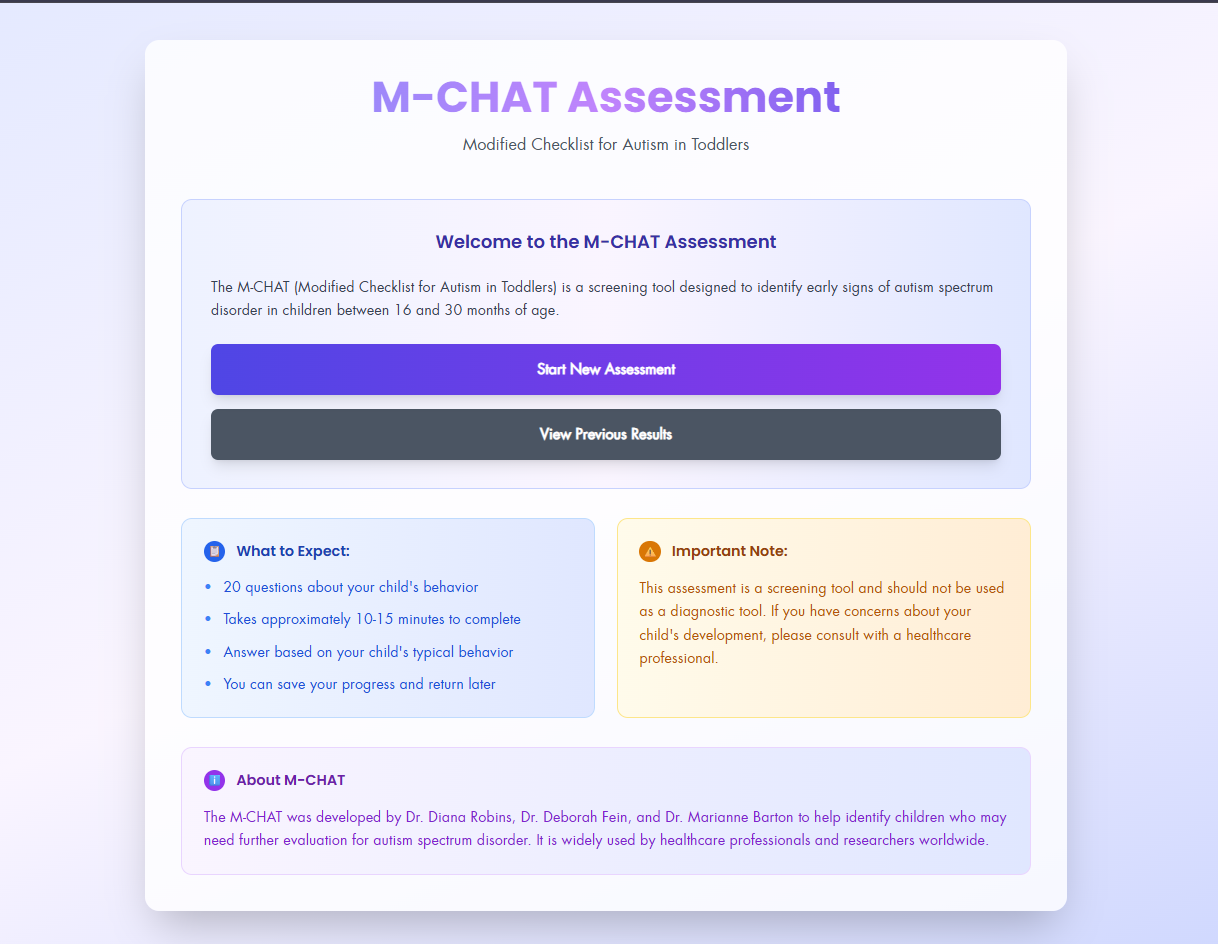 M-CHAT Assessment
Modified Checklist for Autism in Toddlers
Welcome to the M-CHAT Assessment
The M-CHAT (Modified Checklist for Autism in Toddlers) is a screening tool designed to identify early signs of autism spectrum
disorder in children between 16 and 30 months of age.
Start New Assessment
View Previous Results
What to Expect:
• 20 questions about your child's behavior
• Takes approximately 10-15 minutes to complete
• Answer based on your child's typical behavior
• You can save your progress and return later
Important Note:
This assessment is a screening tool and should not be used
as a diagnostic tool. If you have concerns about your
child's development, please consult with a healthcare
professional.
About M-CHAT
The M-CHAT was developed by Dr. Diana Robins, Dr. Deborah Fein, and Dr. Marianne Barton to help identify children who may
need further evaluation for autism spectrum disorder. It is widely used by healthcare professionals and researchers worldwide.